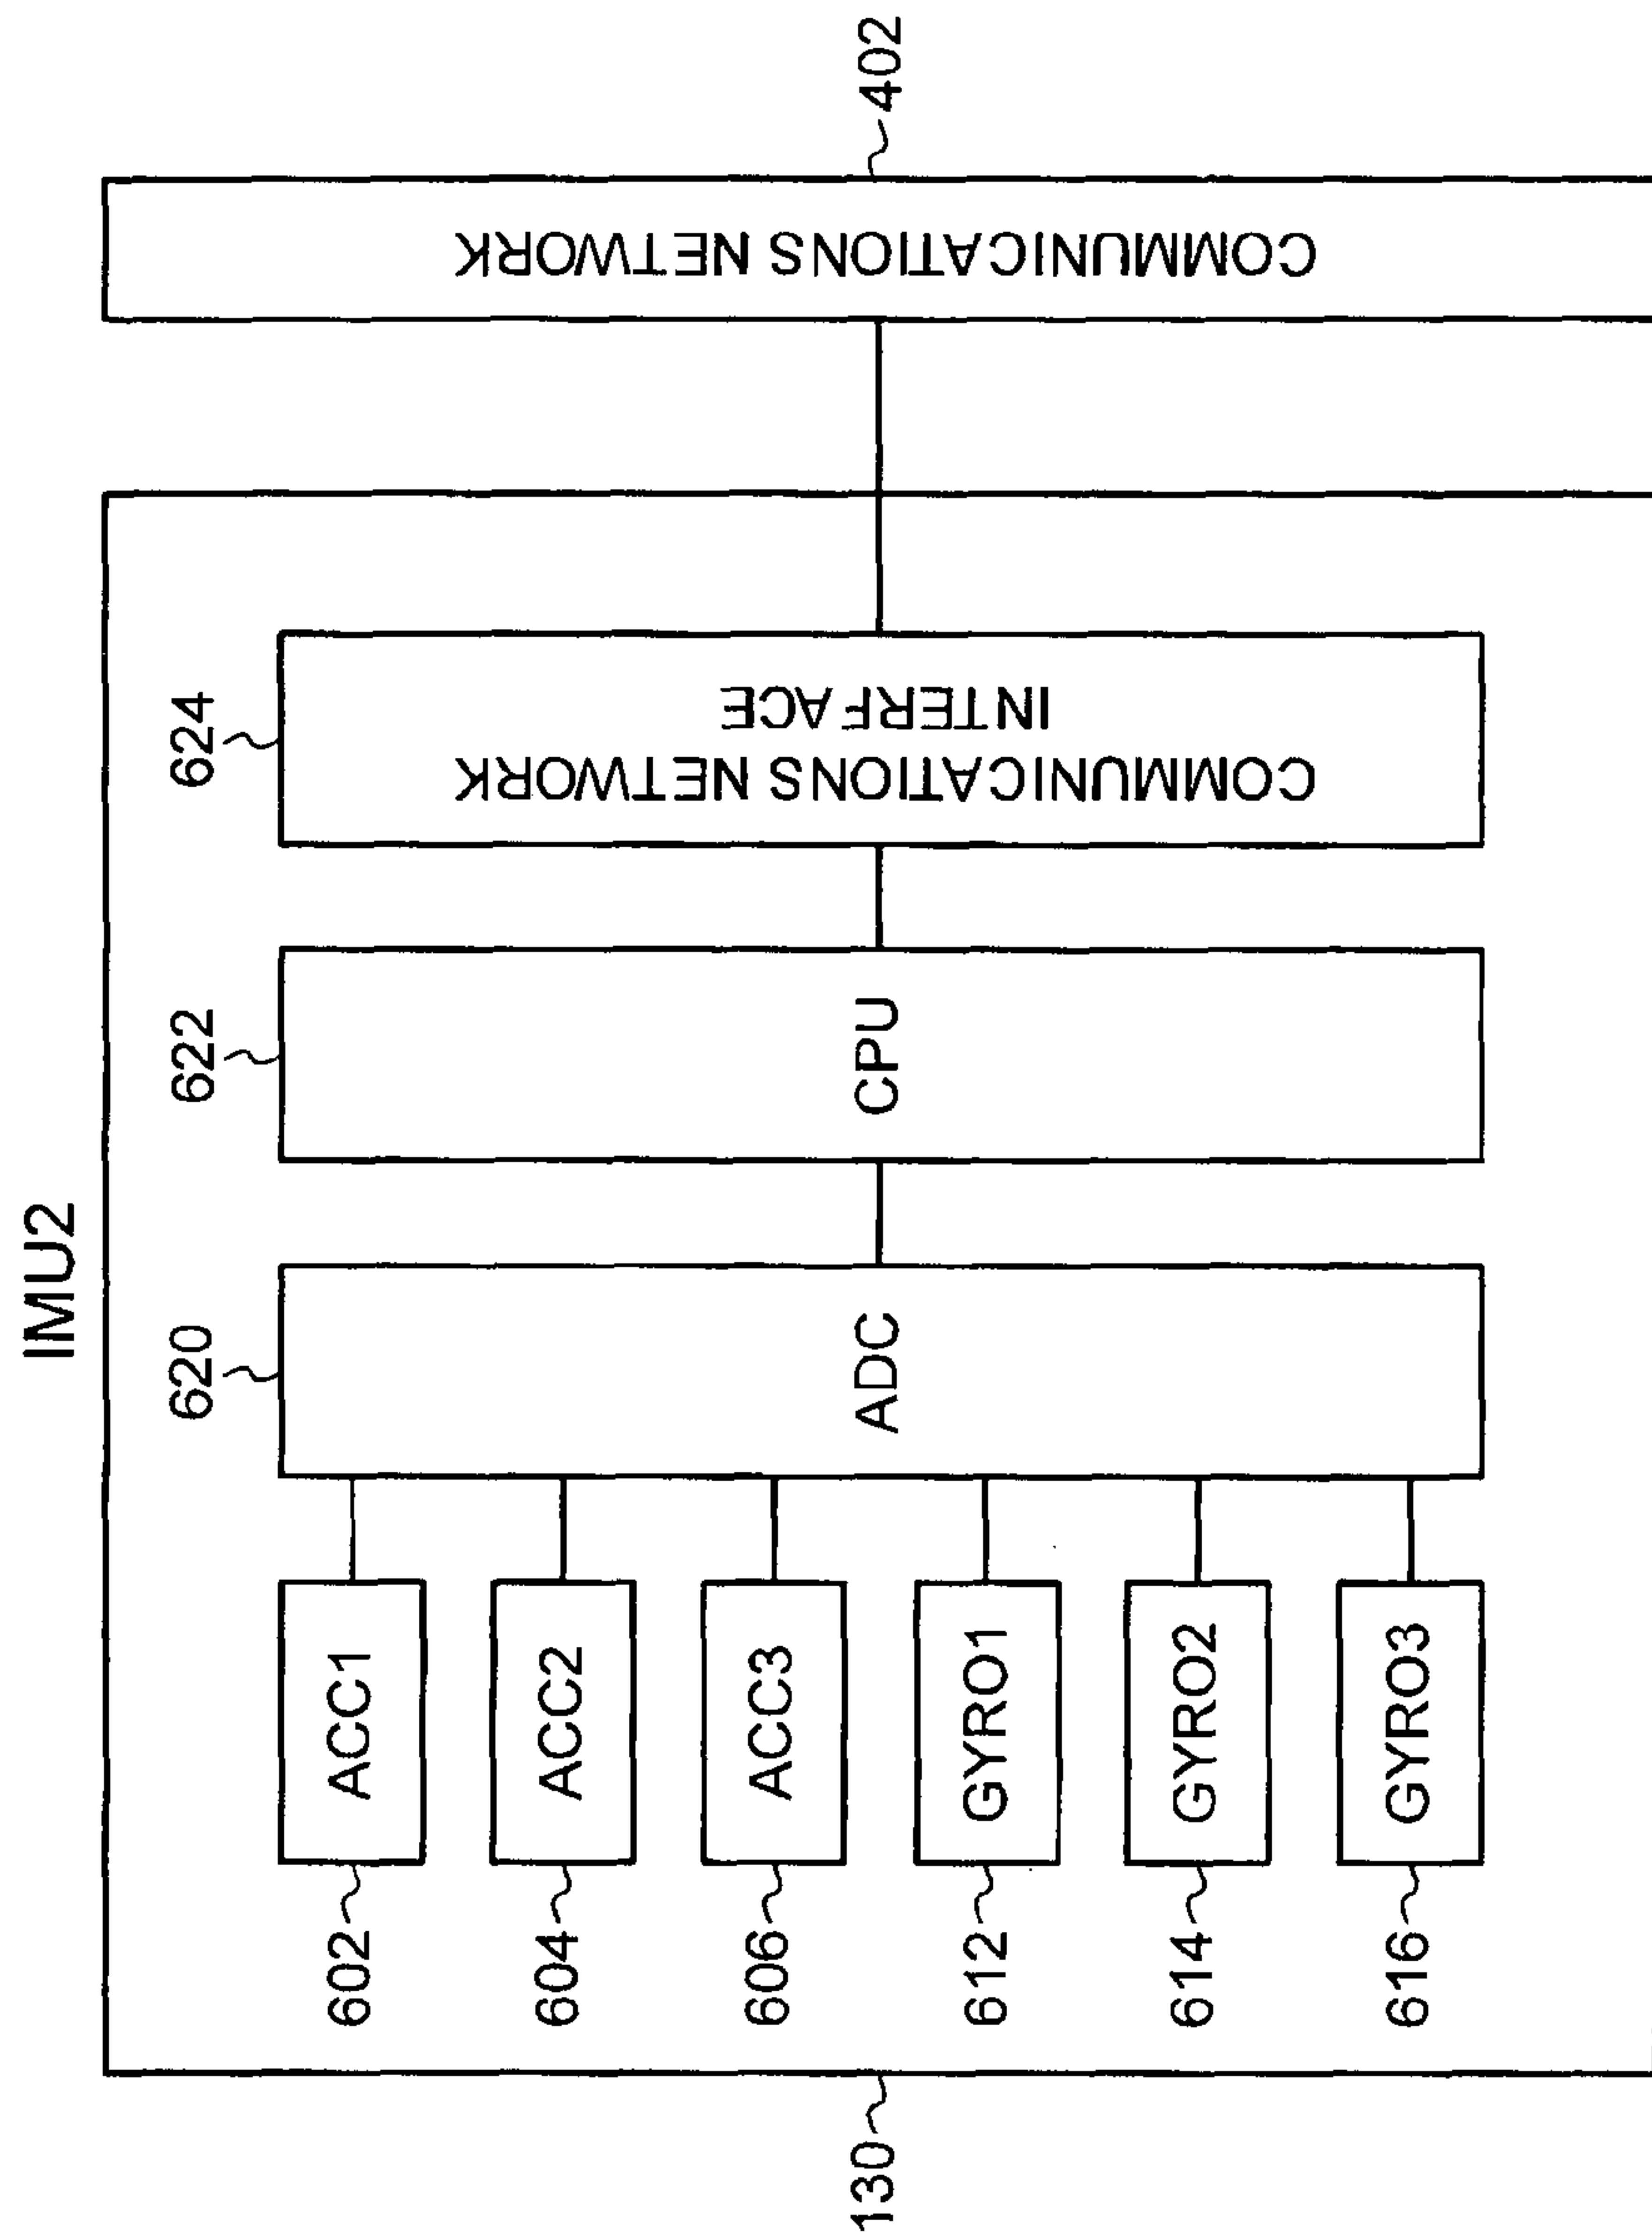 IMU2
130
602
ACC1
604
ACC2
606
ACC3
612
GYRO1
614
GYRO2
616
GYRO3
620
ADC
622
CPU
624
COMMUNICATIONS NETWORK
INTERFACE
COMMUNICATIONS NETWORK
402